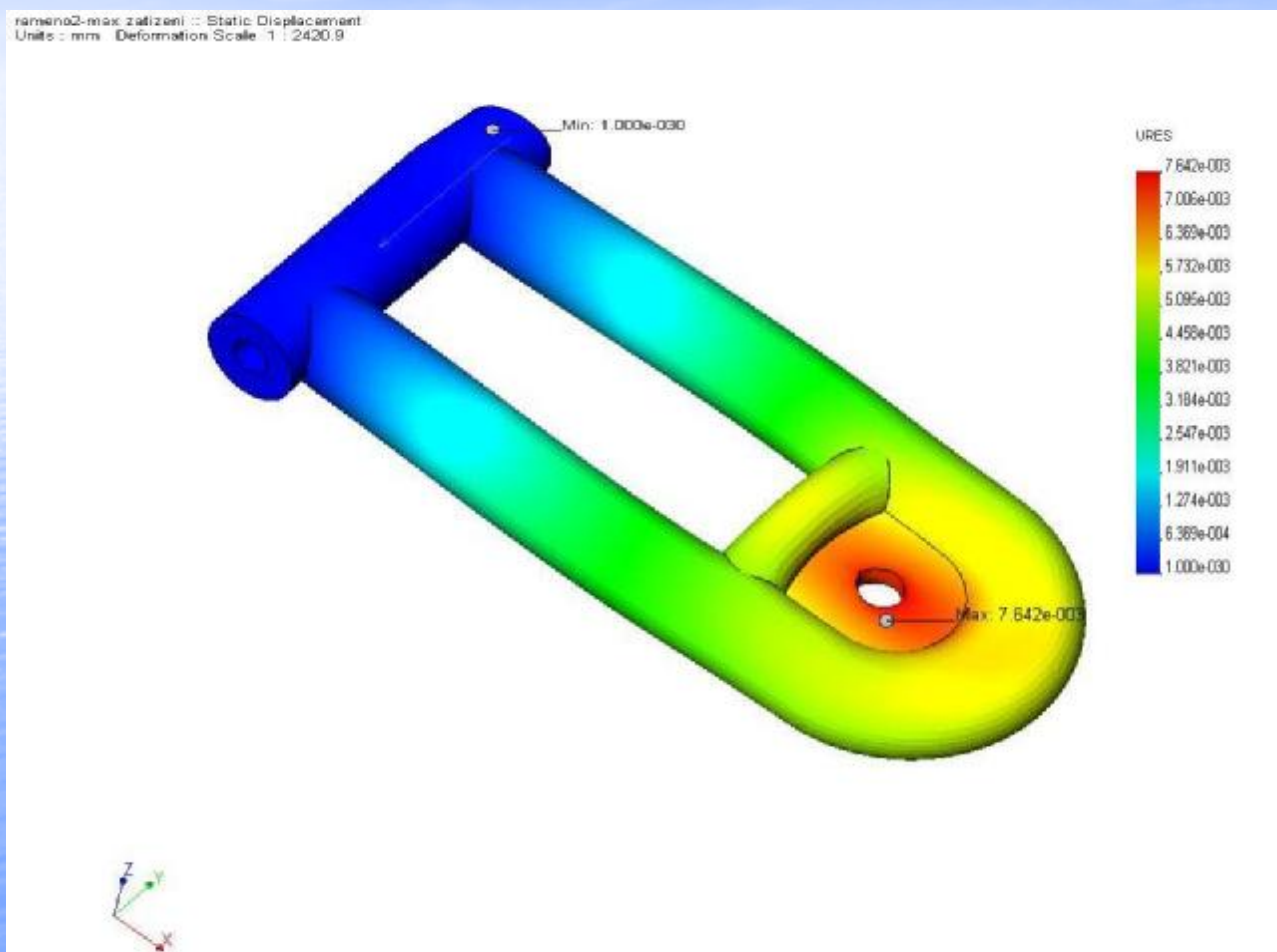 rameno2-max zatizeni :: Static Displacement
Units : mm Deformation Scale 1 : 2420.9
Min: 1.000e-030
URES
7.642e-003
7.006e-003
6.369e-003
5.732e-003
5.095e-003
4.458e-003
3.821e-003
3.184e-003
2.547e-003
1.911e-003
1.274e-003
6.369e-004
1.000e-030
Max: 7.642e-003
Z
Y
X